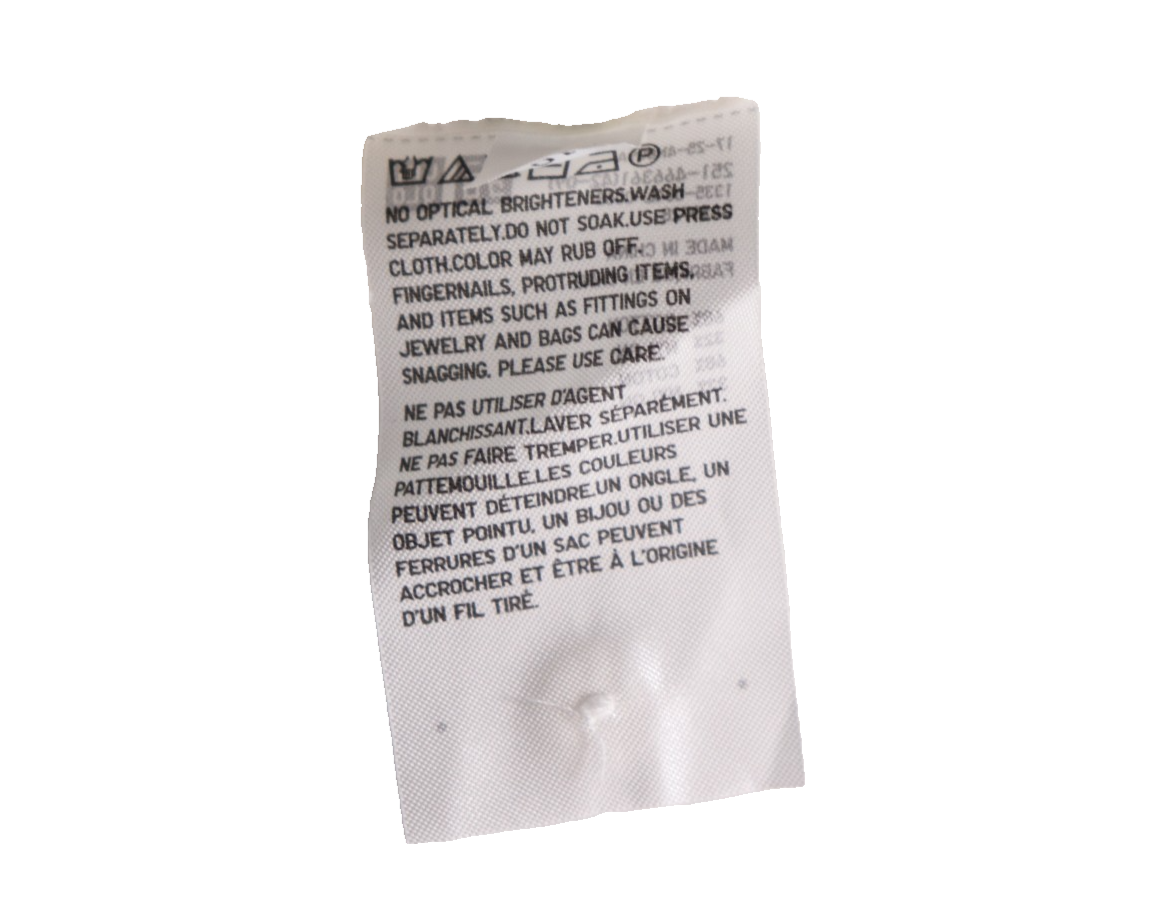 P
NO OPTICAL BRIGHTENERS.WASH
SEPARATELY.DO NOT SOAK.USE PRESS
CLOTH.COLOR MAY RUB OFF.
FINGERNAILS, PROTRUDING ITEMS,
AND ITEMS SUCH AS FITTINGS ON
JEWELRY AND BAGS CAN CAUSE
SNAGGING. PLEASE USE CARE.
NE PAS UTILISER D'AGENT
BLANCHISSANT.LAVER SÉPARÉMENT.
NE PAS FAIRE TREMPER.UTILISER UNE
PATTEMOUILLE.LES COULEURS
PEUVENT DÉTEINDRE.UN ONGLE, UN
OBJET POINTU, UN BIJOU OU DES
FERRURES D'UN SAC PEUVENT
ACCROCHER ET ÊTRE À L'ORIGINE
D'UN FIL TIRÉ.